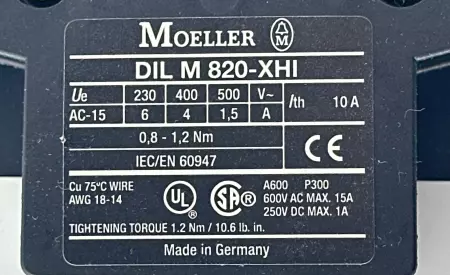 MOELLER M
DIL M 820-XHI
Ue 230 400 500 V~ Ith 10 A
AC-15 6 4 1,5 A
0,8 - 1,2 Nm
IEC/EN 60947
CE
Cu 75°C WIRE
AWG 18-14
UL ®
SA ®
A600 P300
600V AC MAX. 15A
250V DC MAX. 1A
TIGHTENING TORQUE 1.2 Nm / 10.6 lb. in.
Made in Germany